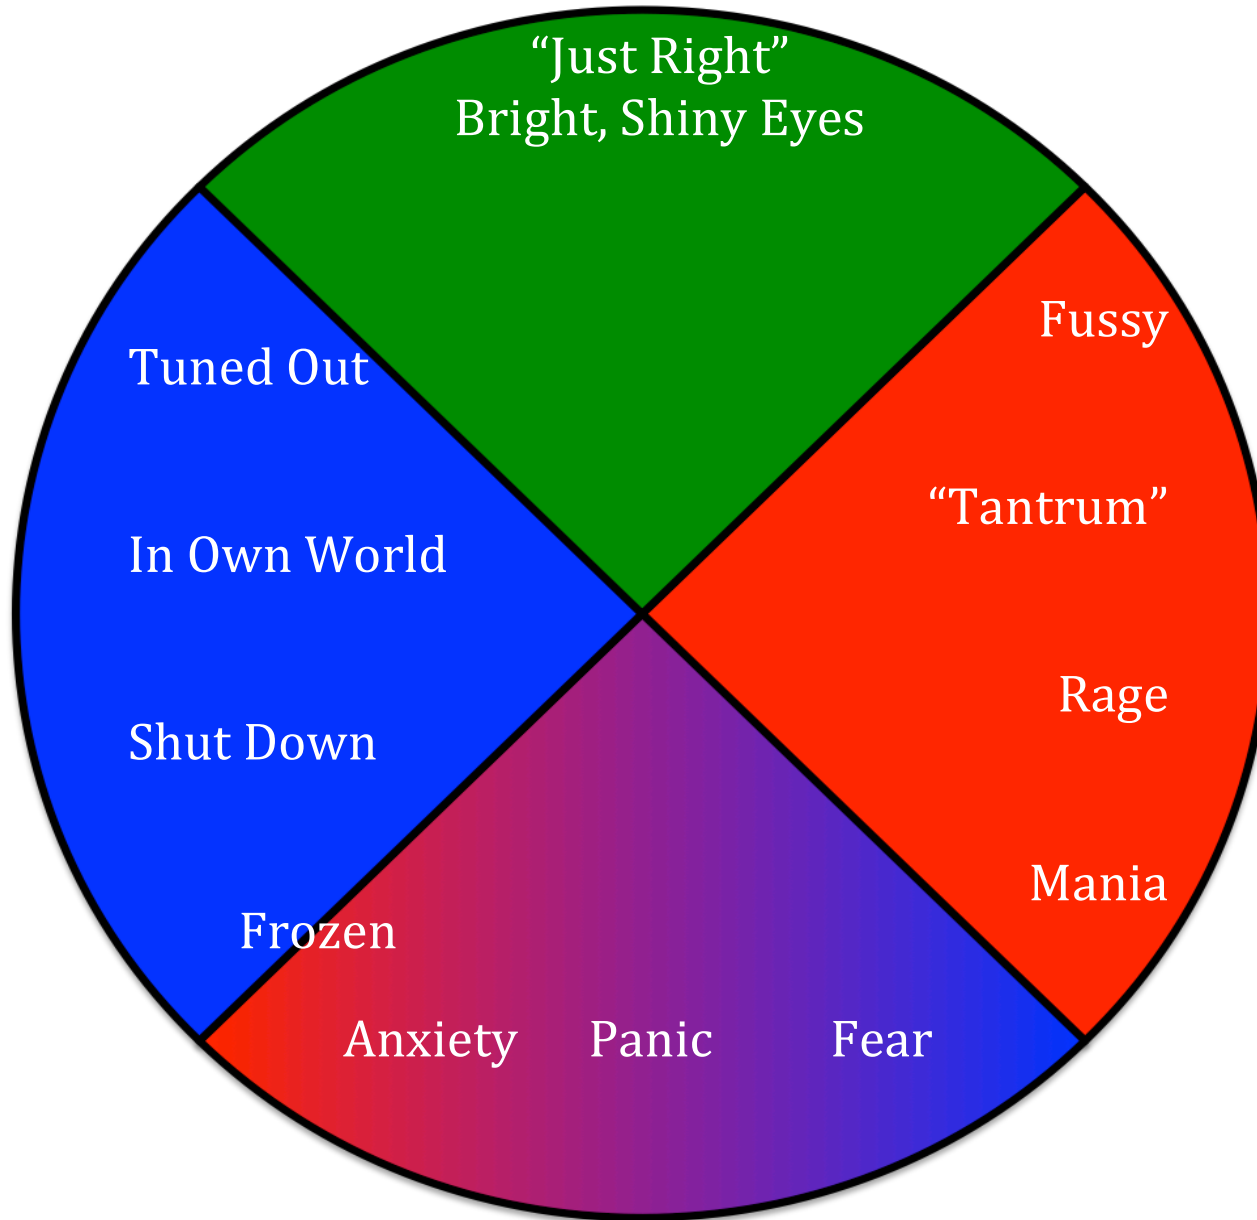 “Just Right”
Bright, Shiny Eyes
Fussy
Tuned Out
“Tantrum”
In Own World
Rage
Shut Down
Mania
Frozen
Anxiety Panic Fear